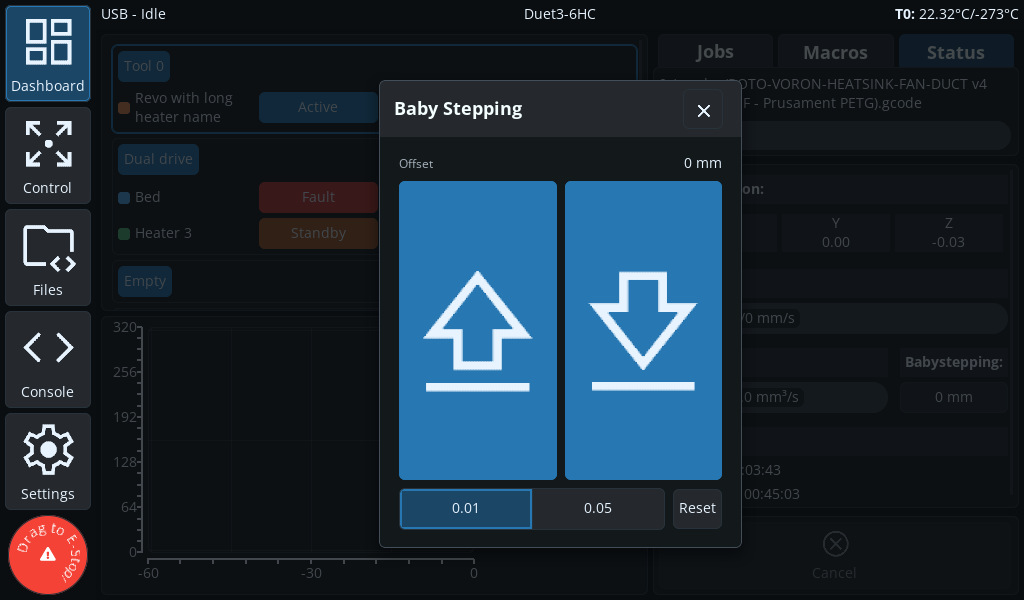 USB - Idle
Duet3-6HC
T0: 22.32°C/-273°C
Dashboard
Control
Files
Console
Settings
Drag to E-Stop!
Tool 0
Revo with long
heater name
Active
Dual drive
Bed
Fault
Heater 3
Standby
Empty
320
256
192
128
64
0
-60
-30
0
Baby Stepping
Offset
0 mm
0.01
0.05
Reset
Jobs
Macros
Status
OTO-VORON-HEATSINK-FAN-DUCT v4
F - Prusament PETG).gcode
on:
Y
0.00
Z
-0.03
/0 mm/s
Babystepping:
0 mm³/s
0 mm
:03:43
00:45:03
Cancel